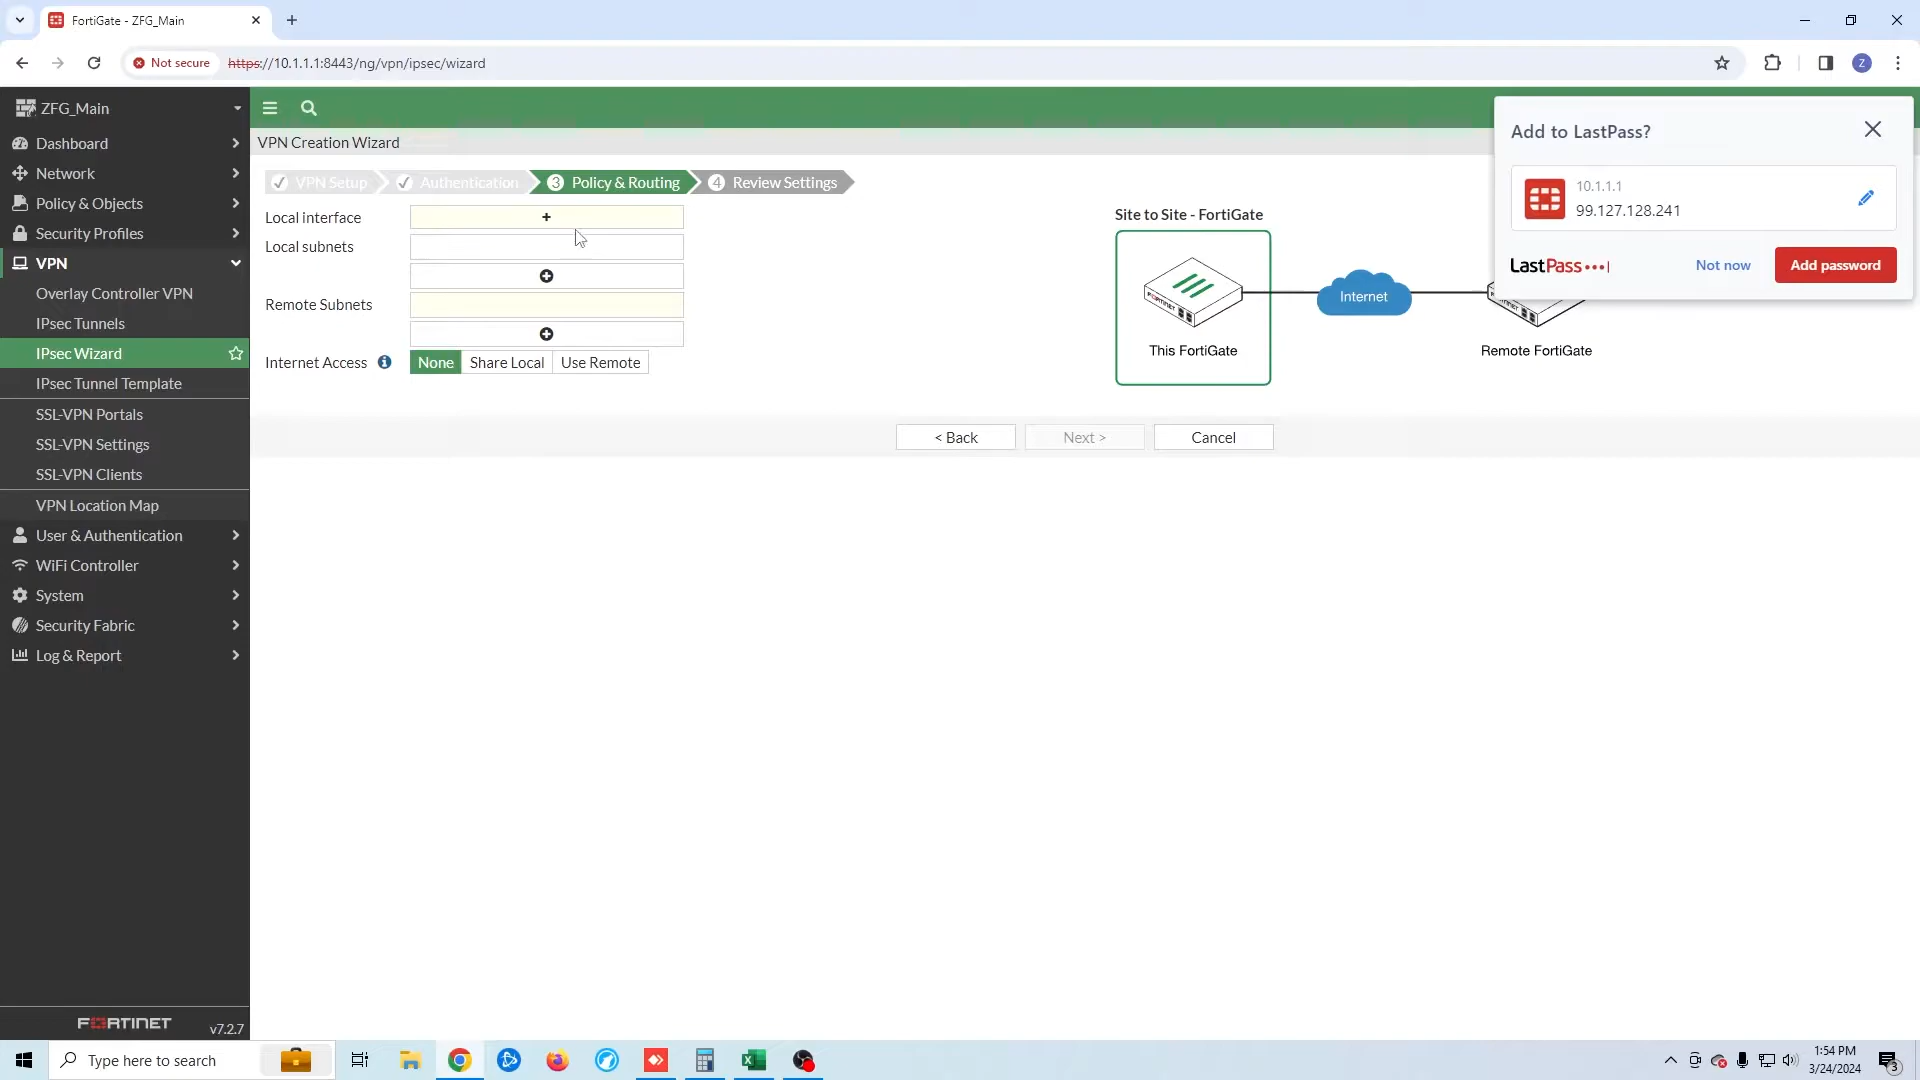 FortiGate - ZFG_Main
Not secure
https://10.1.1.1:8443/ng/vpn/ipsec/wizard
Z
ZFG_Main
Dashboard
Network
Policy & Objects
Security Profiles
VPN
Overlay Controller VPN
IPsec Tunnels
IPsec Wizard
IPsec Tunnel Template
SSL-VPN Portals
SSL-VPN Settings
SSL-VPN Clients
VPN Location Map
User & Authentication
WiFi Controller
System
Security Fabric
Log & Report
FORTINET
v7.2.7
VPN Creation Wizard
VPN Setup
Authentication
3 Policy & Routing
4 Review Settings
Local interface
Local subnets
Remote Subnets
Internet Access
None
Share Local
Use Remote
Site to Site - FortiGate
FORTINET
Internet
This FortiGate
Remote FortiGate
< Back
Next >
Cancel
Add to LastPass?
10.1.1.1
99.127.128.241
LastPass
Not now
Add password
Type here to search
1:54 PM
3/24/2024
3